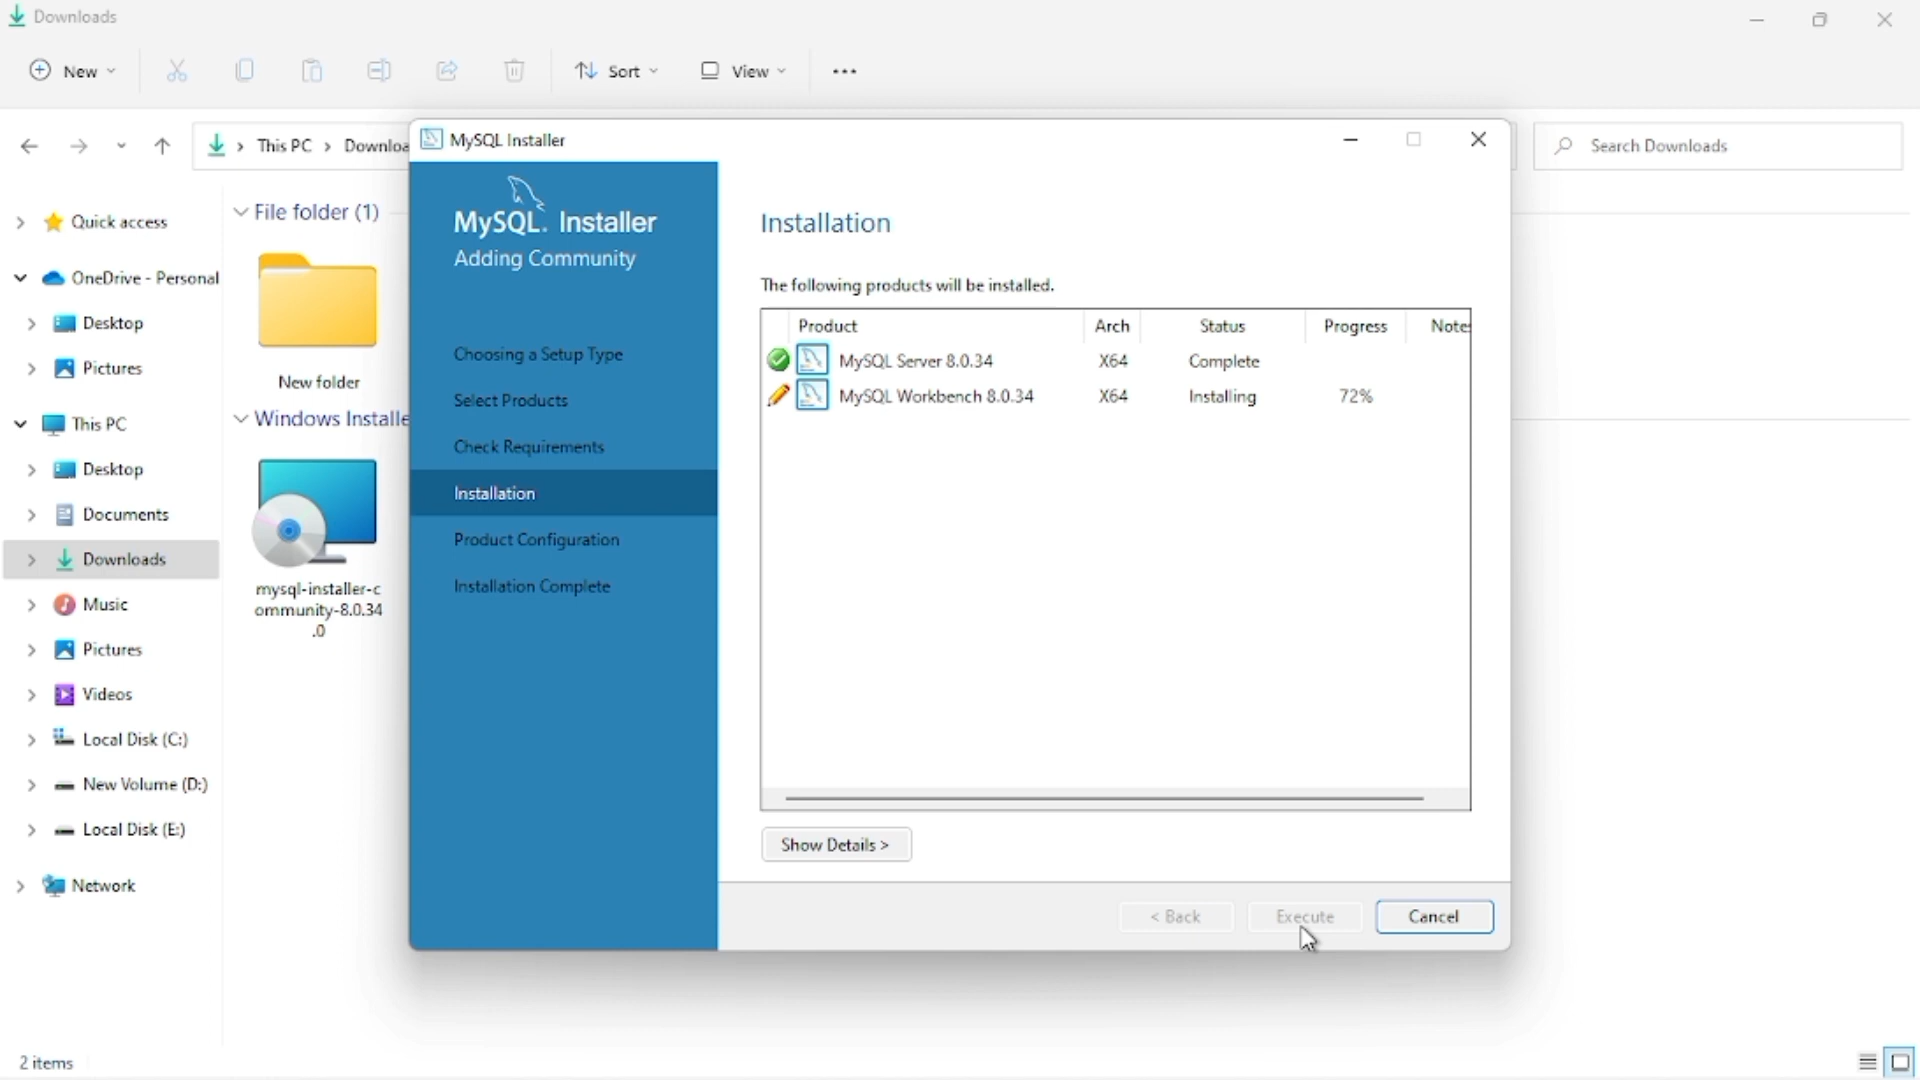 Downloads
New
Sort
View
This PC
Downloa
Search Downloads
MySQL Installer
MySQL. Installer
Adding Community
Choosing a Setup Type
Select Products
Check Requirements
Installation
Product Configuration
Installation Complete
Installation
The following products will be installed.
Product Arch Status Progress Notes
MySQL Server 8.0.34 X64 Complete
MySQL Workbench 8.0.34 X64 Installing 72%
Show Details >
< Back
Execute
Cancel
Quick access
OneDrive - Personal
Desktop
Pictures
This PC
Desktop
Documents
Downloads
Music
Pictures
Videos
Local Disk (C:)
New Volume (D:)
Local Disk (E:)
Network
File folder (1)
New folder
Windows Installe
mysql-installer-c
ommunity-8.0.34
.0
2 items